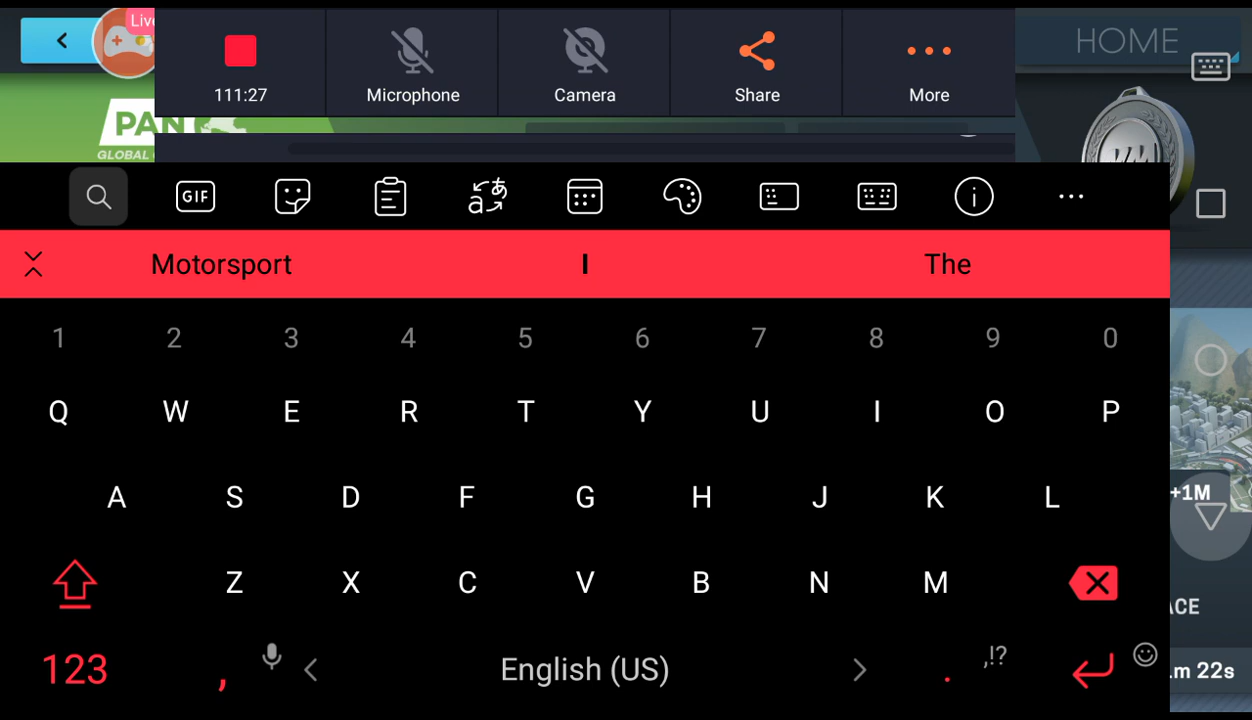 Live
111:27
Microphone
Camera
Share
More
HOME
PAN
GLOBAL
GIF
Motorsport
I
The
1 2 3 4 5 6 7 8 9 0
Q W E R T Y U I O P
A S D F G H J K L
+1M
Z X C V B N M
ACE
123
,
English (US)
.
,!?
.m 22s